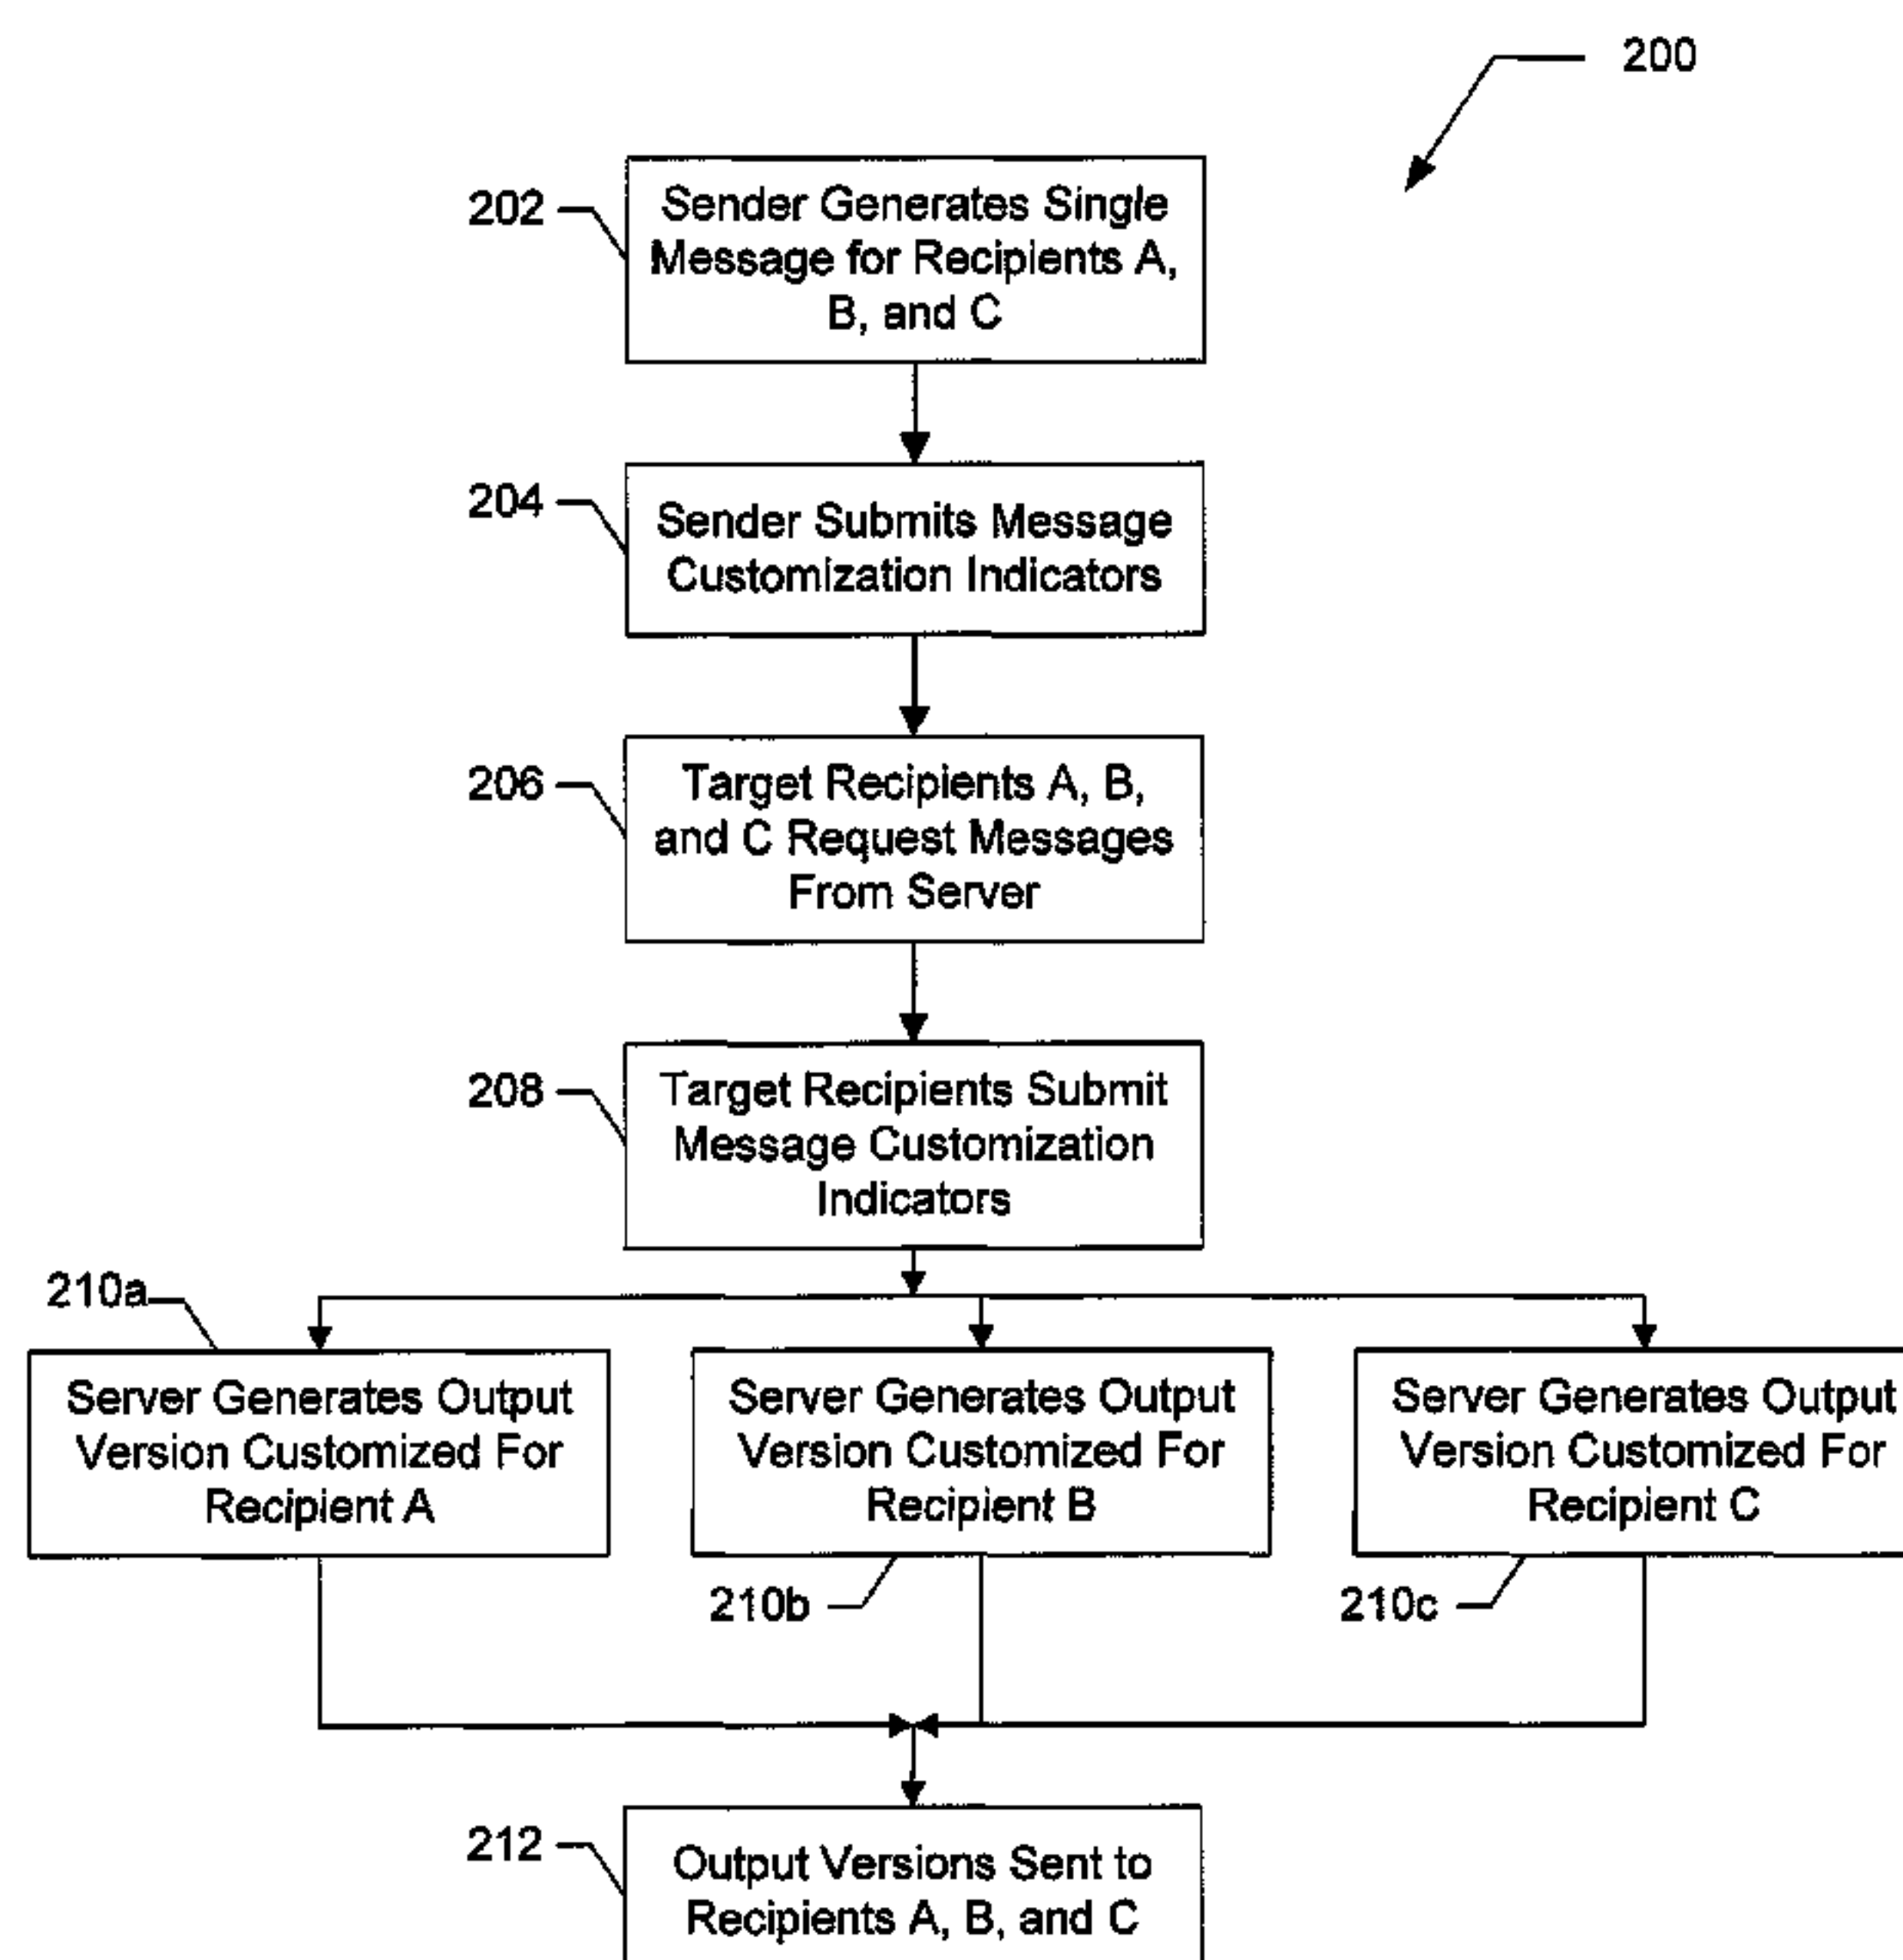 200
202
Sender Generates Single
Message for Recipients A,
B, and C
204
Sender Submits Message
Customization Indicators
206
Target Recipients A, B,
and C Request Messages
From Server
208
Target Recipients Submit
Message Customization
Indicators
210a
Server Generates Output
Version Customized For
Recipient A
Server Generates Output
Version Customized For
Recipient B
210b
Server Generates Output
Version Customized For
Recipient C
210c
212
Output Versions Sent to
Recipients A, B, and C